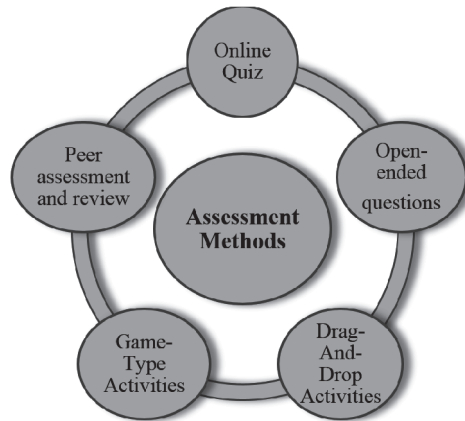 Online
Quiz
Peer
assessment
and review
Open-
ended
questions
Assessment
Methods
Game-
Type
Activities
Drag-
And-
Drop
Activities